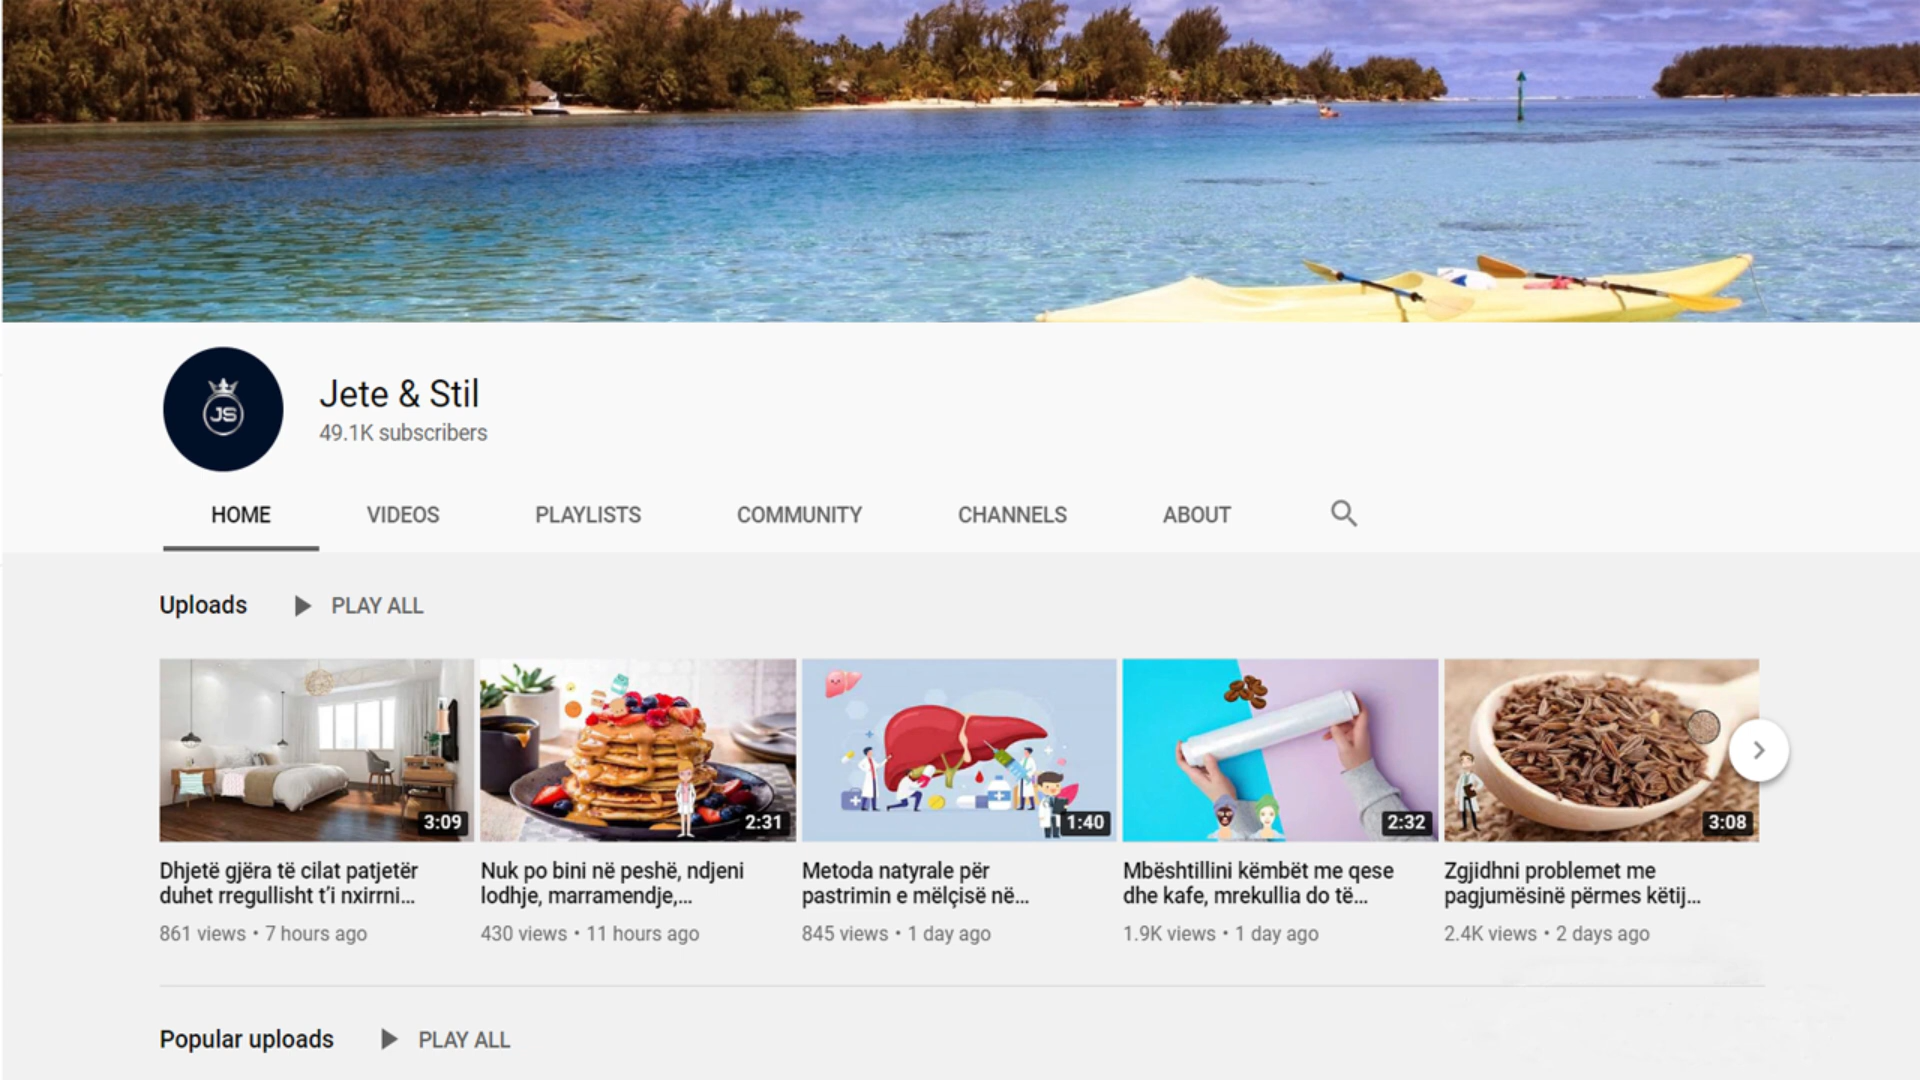 JS
Jete & Stil
49.1K subscribers
HOME VIDEOS PLAYLISTS COMMUNITY CHANNELS ABOUT
Uploads PLAY ALL
3:09 2:31 1:40 2:32 3:08
Dhjetë gjëra të cilat patjetër
duhet rregullisht t'i nxirrni...
861 views • 7 hours ago
Nuk po bini në peshë, ndjeni
lodhje, marramendje,...
430 views • 11 hours ago
Metoda natyrale për
pastrimin e mëlçisë në...
845 views • 1 day ago
Mbështillini këmbët me qese
dhe kafe, mrekullia do të...
1.9K views • 1 day ago
Zgjidhni problemet me
pagjumësinë përmes këtij...
2.4K views • 2 days ago
Popular uploads PLAY ALL